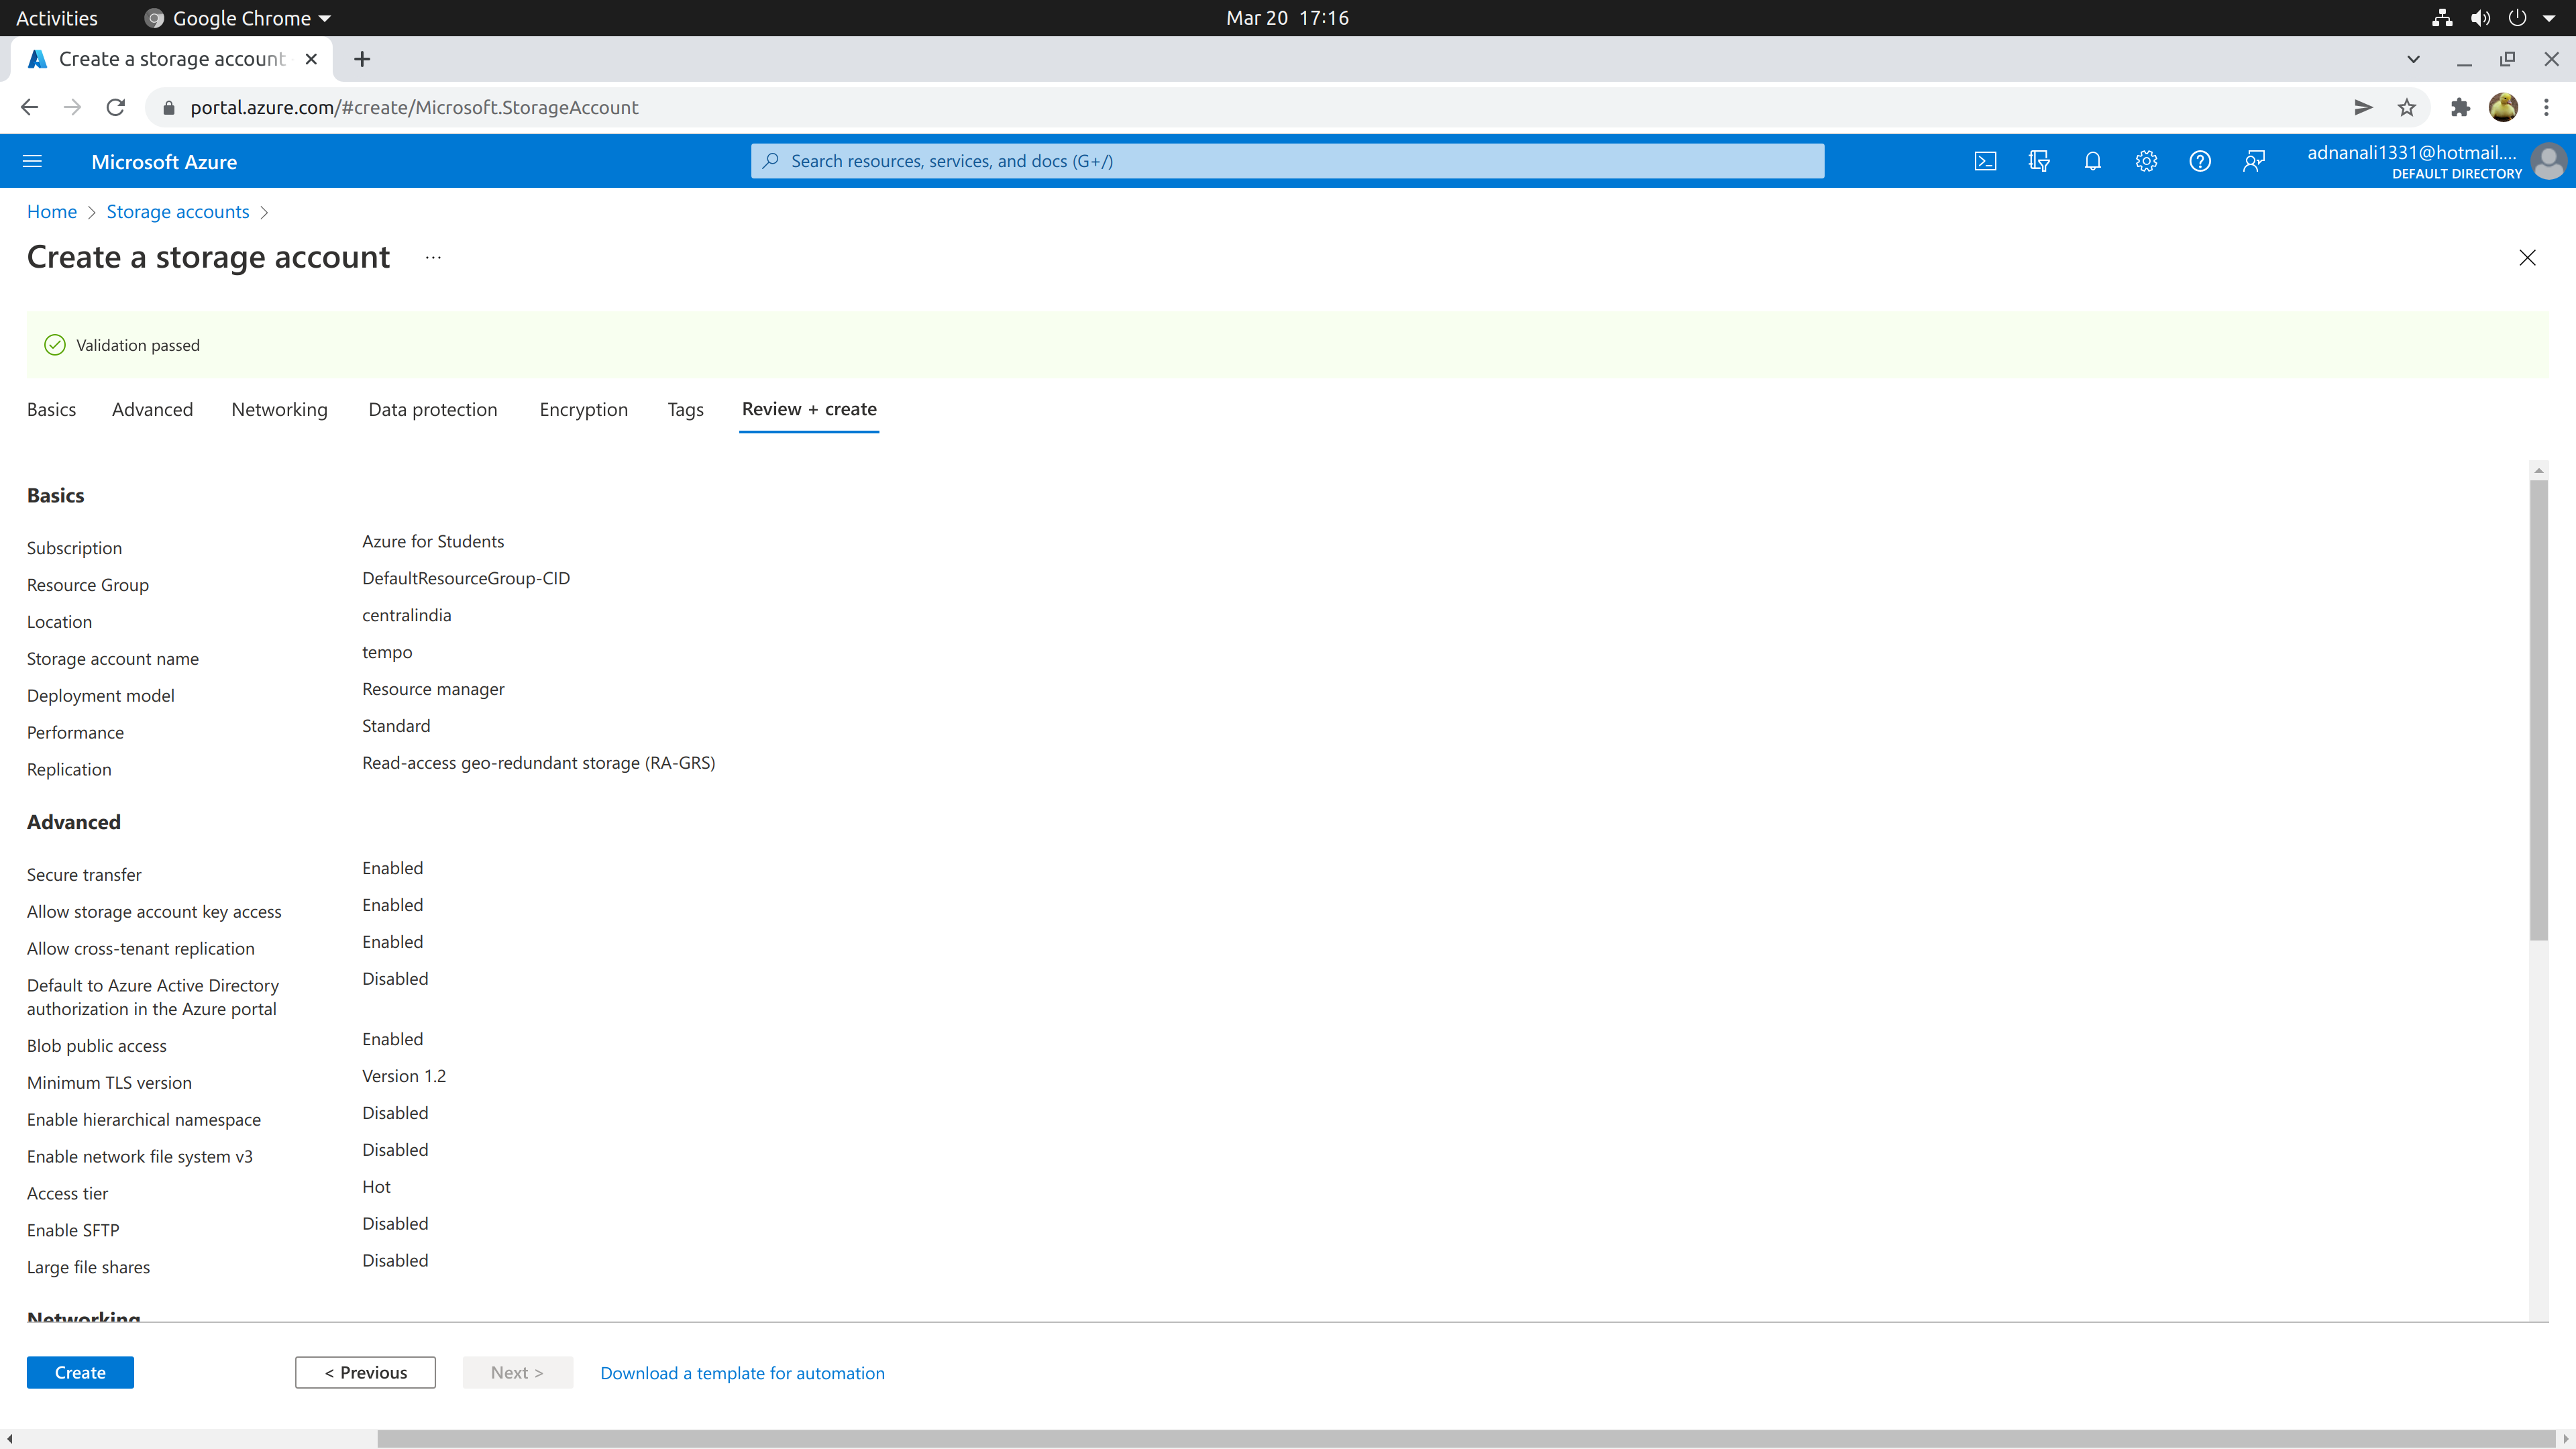 Activities
Google Chrome
Mar 20 17:16
Create a storage account
portal.azure.com/#create/Microsoft.StorageAccount
Microsoft Azure
Search resources, services, and docs (G+/)
adnanali1331@hotmail....
DEFAULT DIRECTORY
Home > Storage accounts >
Create a storage account ...
Validation passed
Basics Advanced Networking Data protection Encryption Tags Review + create
Basics
Subscription Azure for Students
Resource Group DefaultResourceGroup-CID
Location centralindia
Storage account name tempo
Deployment model Resource manager
Performance Standard
Replication Read-access geo-redundant storage (RA-GRS)
Advanced
Secure transfer Enabled
Allow storage account key access Enabled
Allow cross-tenant replication Enabled
Default to Azure Active Directory Disabled
authorization in the Azure portal
Blob public access Enabled
Minimum TLS version Version 1.2
Enable hierarchical namespace Disabled
Enable network file system v3 Disabled
Access tier Hot
Enable SFTP Disabled
Large file shares Disabled
Networking
Create < Previous Next > Download a template for automation